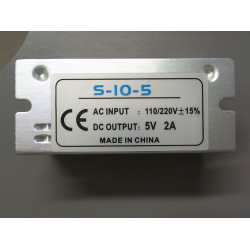 S-10-5
CE AC INPUT : 110/220V±15%
DC OUTPUT: 5V 2A
MADE IN CHINA